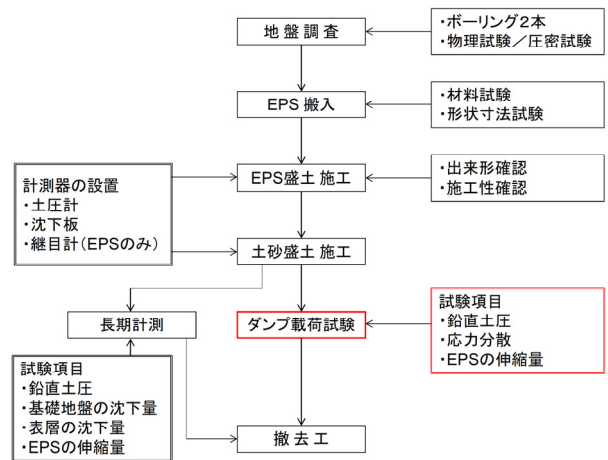 地 盤 調 査
・ボーリング2本
・物理試験／圧密試験
EPS 搬入
・材料試験
・形状寸法試験
計測器の設置
・土圧計
・沈下板
・継目計(EPSのみ)
EPS盛土 施工
・出来形確認
・施工性確認
土砂盛土 施工
長期計測
ダンプ載荷試験
試験項目
・鉛直土圧
・応力分散
・EPSの伸縮量
試験項目
・鉛直土圧
・基礎地盤の沈下量
・表層の沈下量
・EPSの伸縮量
撤 去 工